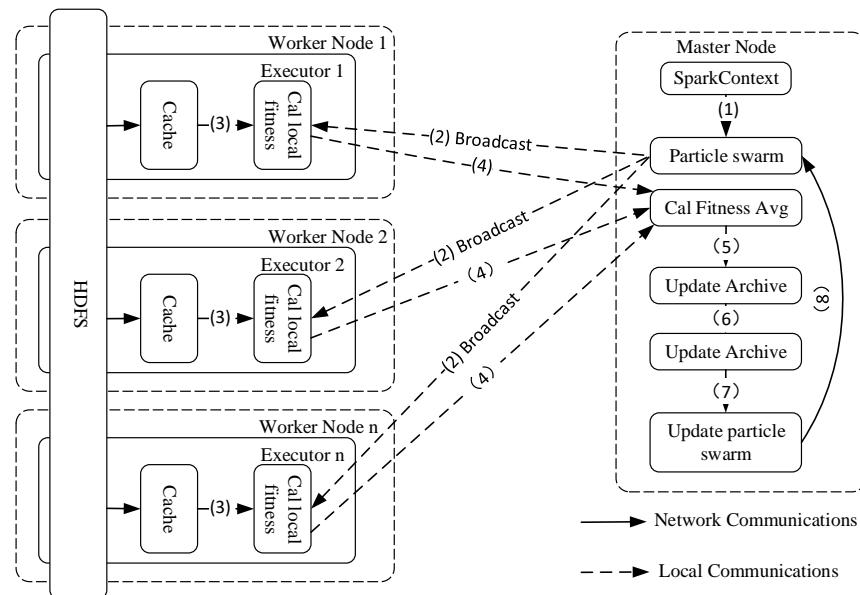 HDFS
Worker Node 1
Executor 1
Cache
(3)
Cal local
fitness
Worker Node 2
Executor 2
Cache
(3)
Cal local
fitness
Worker Node n
Executor n
Cache
(3)
Cal local
fitness
(2) Broadcast
(4)
(2) Broadcast
(4)
(2) Broadcast
(4)
Master Node
SparkContext
(1)
Particle swarm
Cal Fitness Avg
(5)
Update Archive
(6)
Update Archive
(7)
Update particle
swarm
(8)
Network Communications
Local Communications